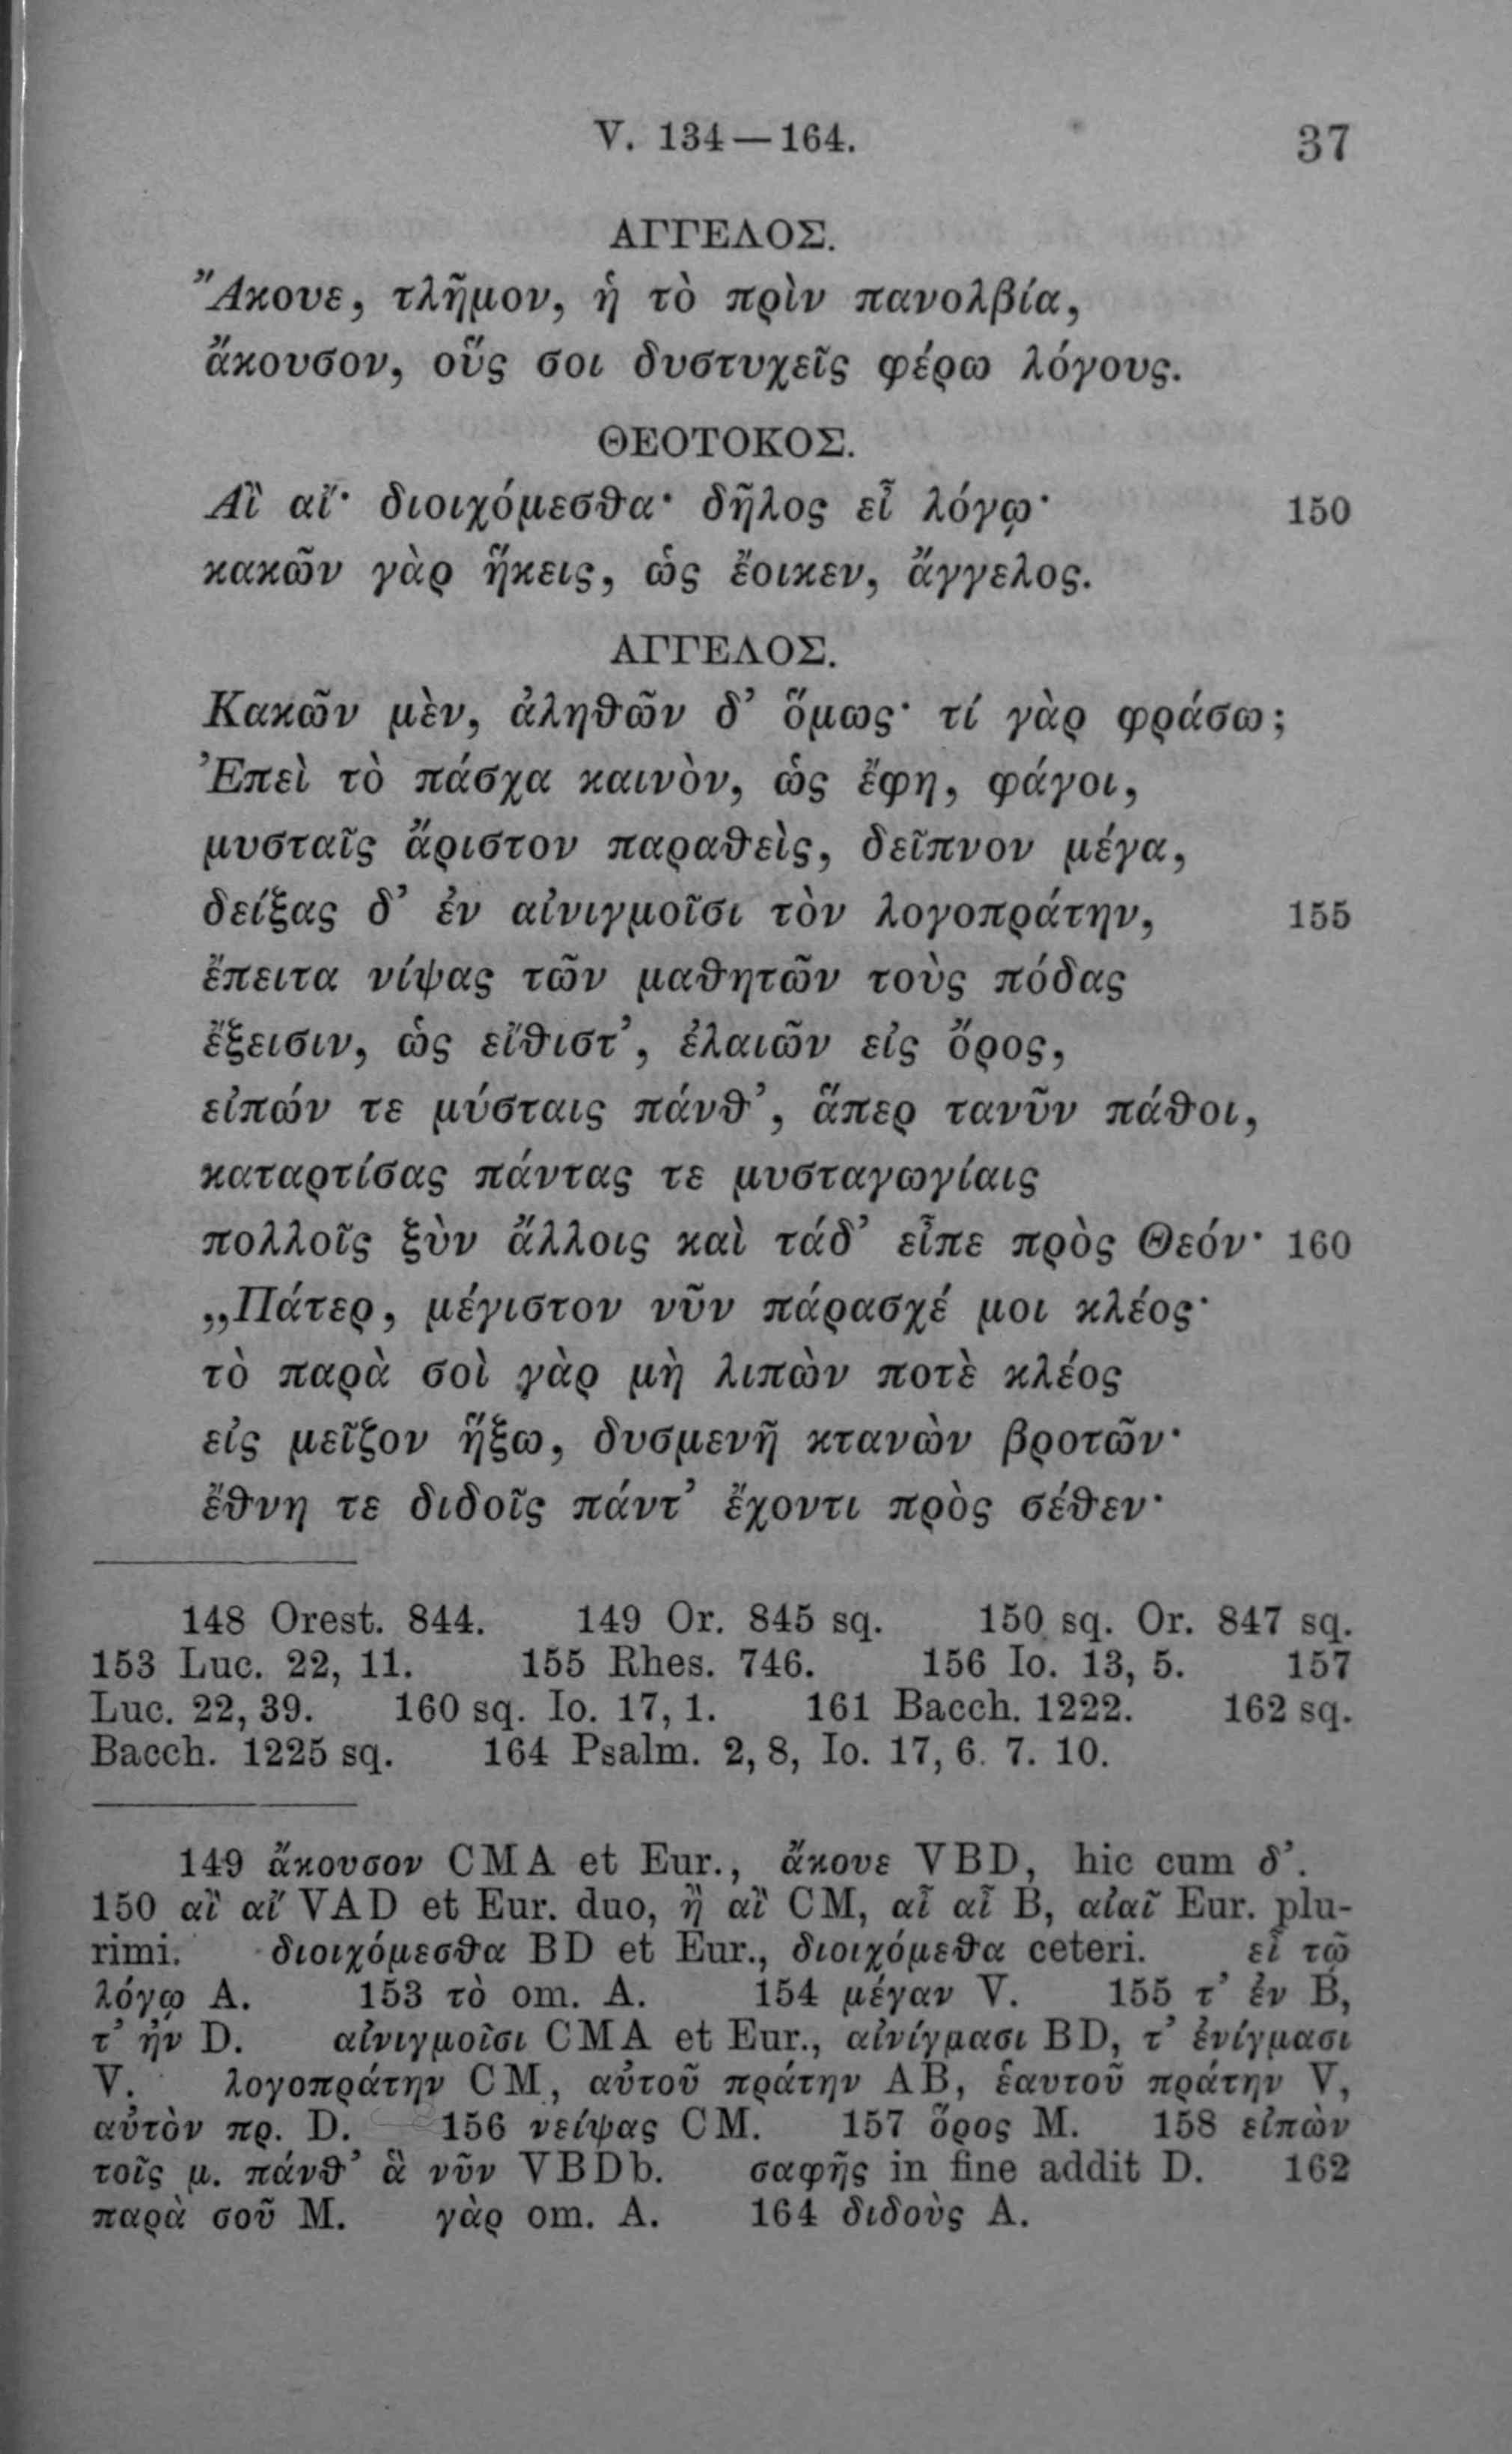 V. 134—164. 37
ΑΓΓΕΛΟΣ.
Ἄκουε, τλῆμον, ἡ τὸ πρὶν πανολβία,
ἄκουσον, οὕς σοι δυστυχεῖς φέρω λόγους.
ΘΕΟΤΟΚΟΣ.
Αἲ αἴ· διοιχόμεσθα· δῆλος εἶ λόγῳ· 150
κακῶν γὰρ ἥκεις, ὡς ἔοικεν, ἄγγελος.
ΑΓΓΕΛΟΣ.
Κακῶν μὲν, ἀληθῶν δ’ ὅμως· τί γὰρ φράσω;
Ἐπεὶ τὸ πάσχα καινὸν, ὡς ἔφη, φάγοι,
μυσταῖς ἄριστον παραθεὶς, δεῖπνον μέγα,
δείξας δ’ ἐν αἰνιγμοῖσι τὸν λογοπράτην, 155
ἔπειτα νίψας τῶν μαθητῶν τοὺς πόδας
ἔξεισιν, ὡς εἴθιστ’, ἐλαιῶν εἰς ὄρος,
εἰπών τε μύσταις πάνθ’, ἅπερ τανῦν πάθοι,
καταρτίσας πάντας τε μυσταγωγίαις
πολλοῖς ξὺν ἄλλοις καὶ τάδ’ εἶπε πρὸς Θεόν· 160
„Πάτερ, μέγιστον νῦν πάρασχέ μοι κλέος·
τὸ παρὰ σοὶ γὰρ μὴ λιπὼν ποτὲ κλέος
εἰς μεῖζον ἥξω, δυσμενῆ κτανὼν βροτῶν·
ἔθνη τε διδοῖς πάντ’ ἔχοντι πρὸς σέθεν·
148 Orest. 844. 149 Or. 845 sq. 150 sq. Or. 847 sq.
153 Luc. 22, 11. 155 Rhes. 746. 156 Io. 13, 5. 157
Luc. 22, 39. 160 sq. Io. 17, 1. 161 Bacch. 1222. 162 sq.
Bacch. 1225 sq. 164 Psalm. 2, 8, Io. 17, 6. 7. 10.
149 ἄκουσον CMA et Eur., ἄκουε VBD, hic cum δ’.
150 αἲ αἴ VAD et Eur. duo, ἢ αἲ CM, αἶ αἶ B, αἰαῖ Eur. plu-
rimi. διοιχόμεσθα BD et Eur., διοιχόμεθα ceteri. εἶ τῷ
λόγῳ A. 153 τὸ om. A. 154 μέγαν V. 155 τ’ ἐν B,
τ’ ἠν D. αἰνιγμοῖσι CMA et Eur., αἰνίγμασι BD, τ’ ἐνίγμασι
V. λογοπράτην CM, αὐτοῦ πράτην AB, ἑαυτοῦ πράτην V,
αὐτὸν πρ. D. 156 νείψας CM. 157 ὅρος M. 158 εἰπὼν
τοῖς μ. πάνθ’ ἃ νῦν VBDb. σαφῆς in fine addit D. 162
παρὰ σοῦ M. γὰρ om. A. 164 διδοὺς A.